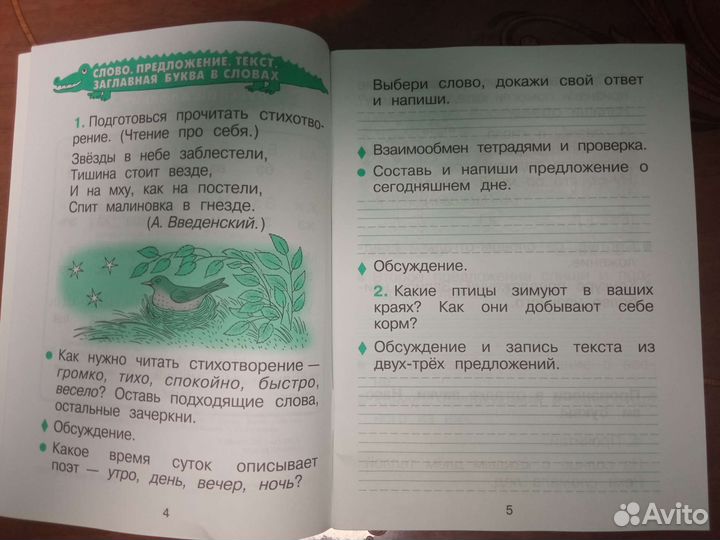 СЛОВО. ПРЕДЛОЖЕНИЕ. ТЕКСТ.
ЗАГЛАВНАЯ БУКВА В СЛОВАХ
1. Подготовься прочитать стихотво-
рение. (Чтение про себя.)
Звёзды в небе заблестели,
Тишина стоит везде,
И на мху, как на постели,
Спит малиновка в гнезде.
(А. Введенский.)
Как нужно читать стихотворение —
громко, тихо, спокойно, быстро,
весело? Оставь подходящие слова,
остальные зачеркни.
Обсуждение.
Какое время суток описывает
поэт — утро, день, вечер, ночь?
4
Выбери слово, докажи свой ответ
и напиши.
Взаимообмен тетрадями и проверка.
Составь и напиши предложение о
сегодняшнем дне.
Обсуждение.
2. Какие птицы зимуют в ваших
краях? Как они добывают себе
корм?
Обсуждение и запись текста из
двух-трёх предложений.
5
Avito